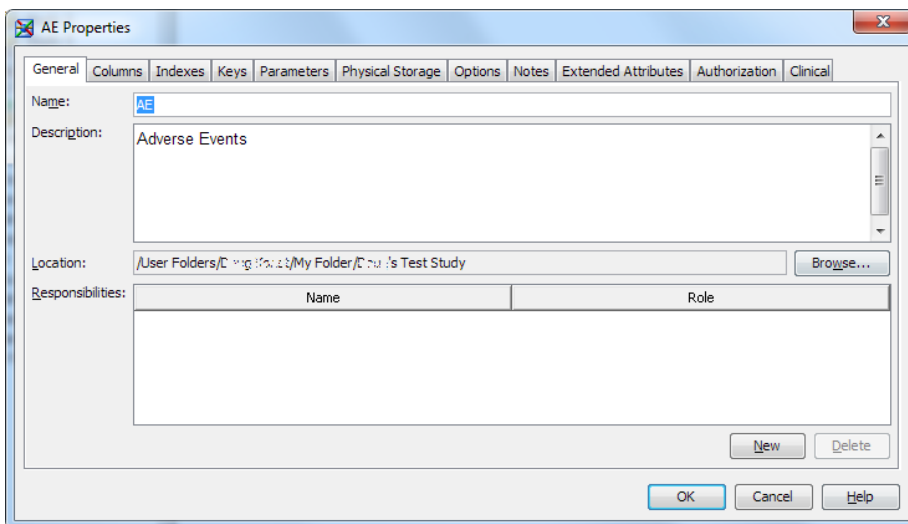 AE Properties
General Columns Indexes Keys Parameters Physical Storage Options Notes Extended Attributes Authorization Clinical
Name: AE
Description: Adverse Events
Location: /User Folders/ /My Folder/ 's Test Study Browse...
Responsibilities: Name Role
New Delete
OK Cancel Help